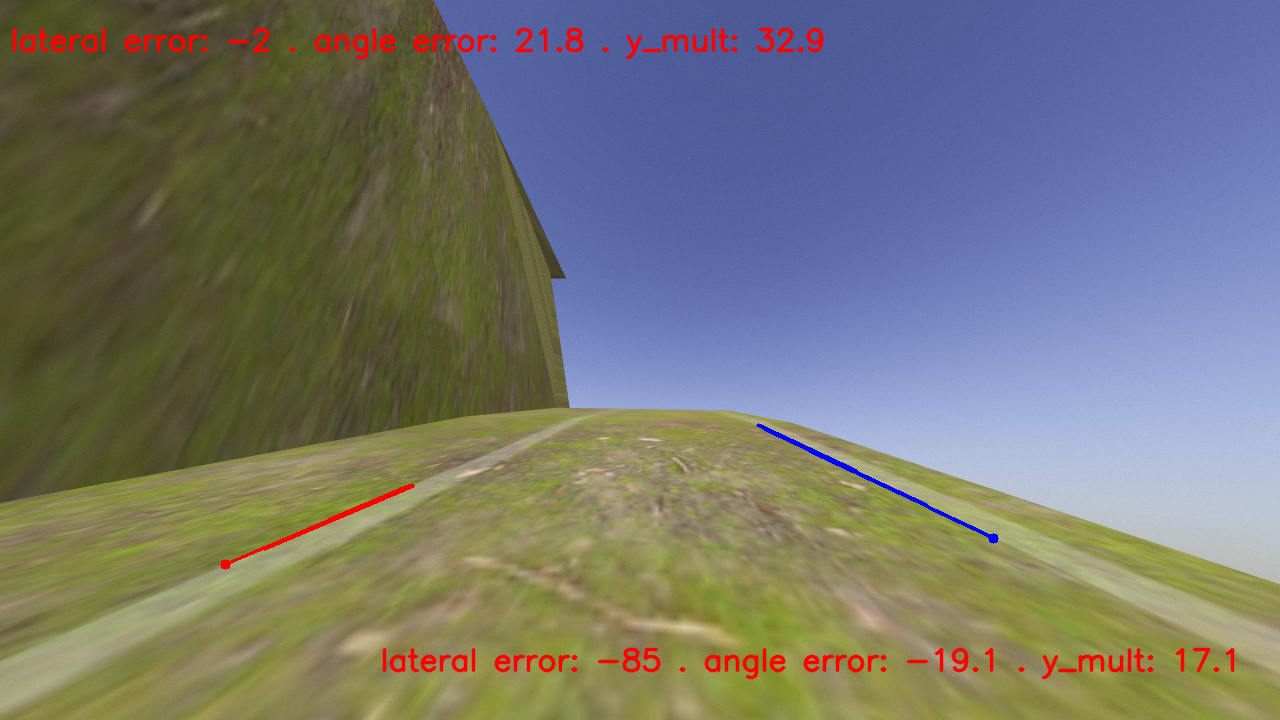 lateral error: -2 . angle error: 21.8 . y_mult: 32.9
lateral error: -85 . angle error: -19.1 . y_mult: 17.1